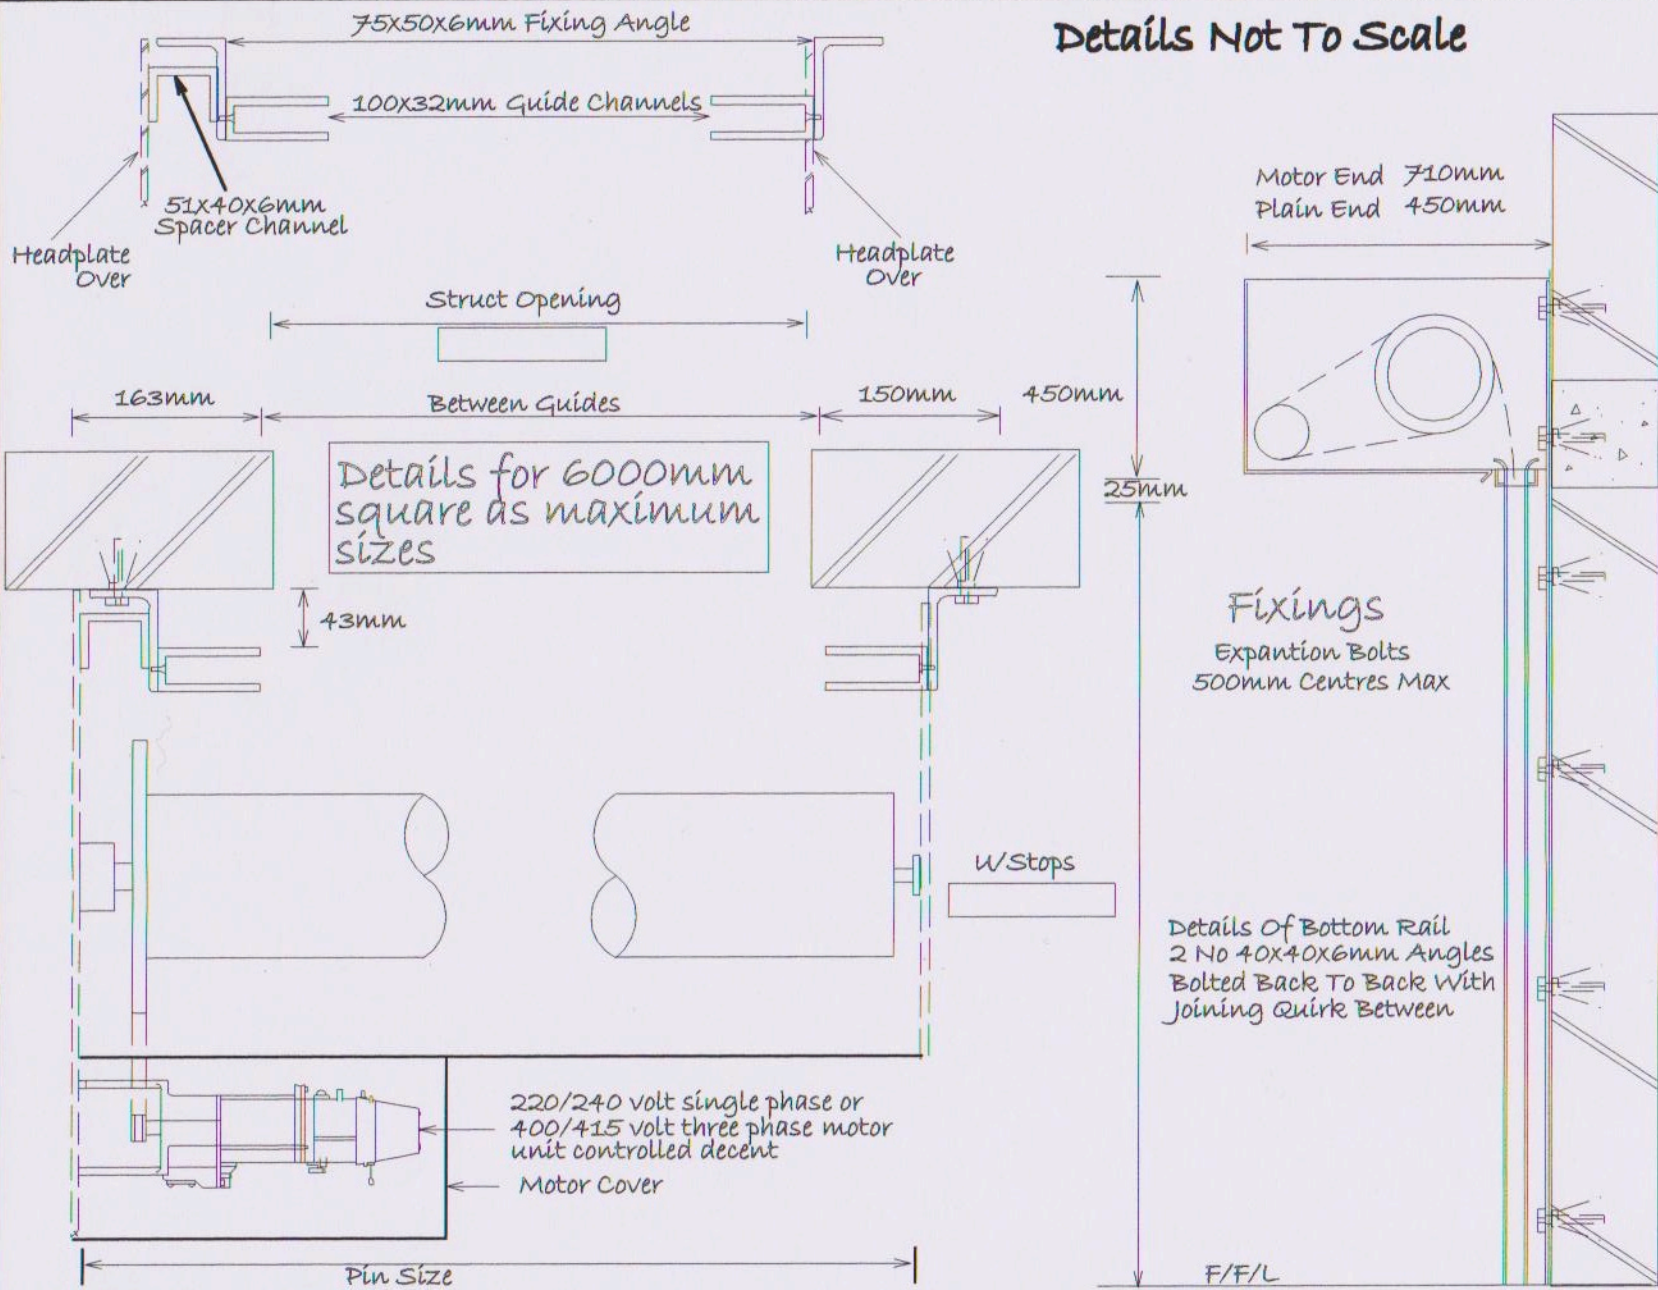 75x50x6mm Fixing Angle
Details Not To Scale
100x32mm Guide Channels
51x40x6mm
Spacer Channel
Headplate
Over
Headplate
Over
Motor End 710mm
Plain End 450mm
Struct Opening
163mm
Between Guides
150mm
450mm
Details for 6000mm
square as maximum
sizes
25mm
43mm
Fixings
Expantion Bolts
500mm Centres Max
W/Stops
Details Of Bottom Rail
2 No 40x40x6mm Angles
Bolted Back To Back With
Joining Quirk Between
220/240 volt single phase or
400/415 volt three phase motor
unit controlled decent
Motor Cover
Pin Size
F/F/L